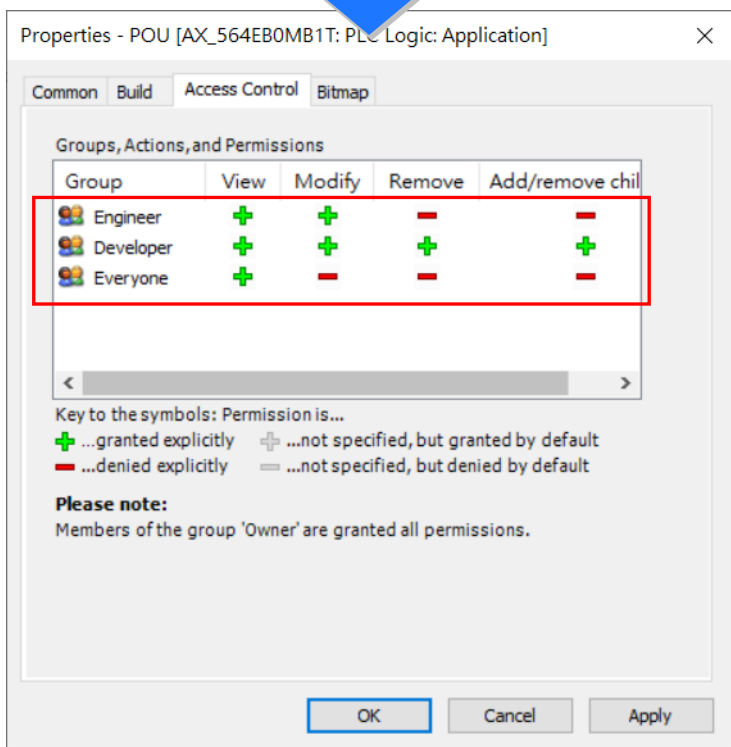 Properties - POU [AX_564EB0MB1T: PLC Logic: Application]
Common Build Access Control Bitmap
Groups, Actions, and Permissions
Group View Modify Remove Add/remove chil
Engineer
Developer
Everyone
Key to the symbols: Permission is...
...granted explicitly ...not specified, but granted by default
...denied explicitly ...not specified, but denied by default
Please note:
Members of the group 'Owner' are granted all permissions.
OK Cancel Apply